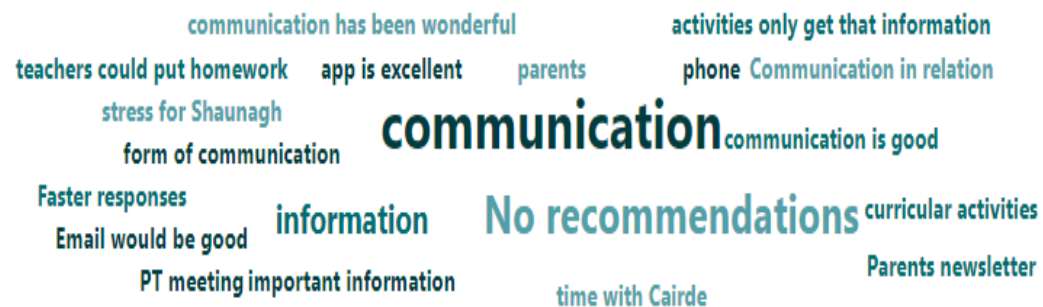 communication has been wonderful activities only get that information
teachers could put homework app is excellent parents phone Communication in relation
stress for Shaunagh
communication communication is good
form of communication
Faster responses
information No recommendations curricular activities
Email would be good
PT meeting important information Parents newsletter
time with Cairde